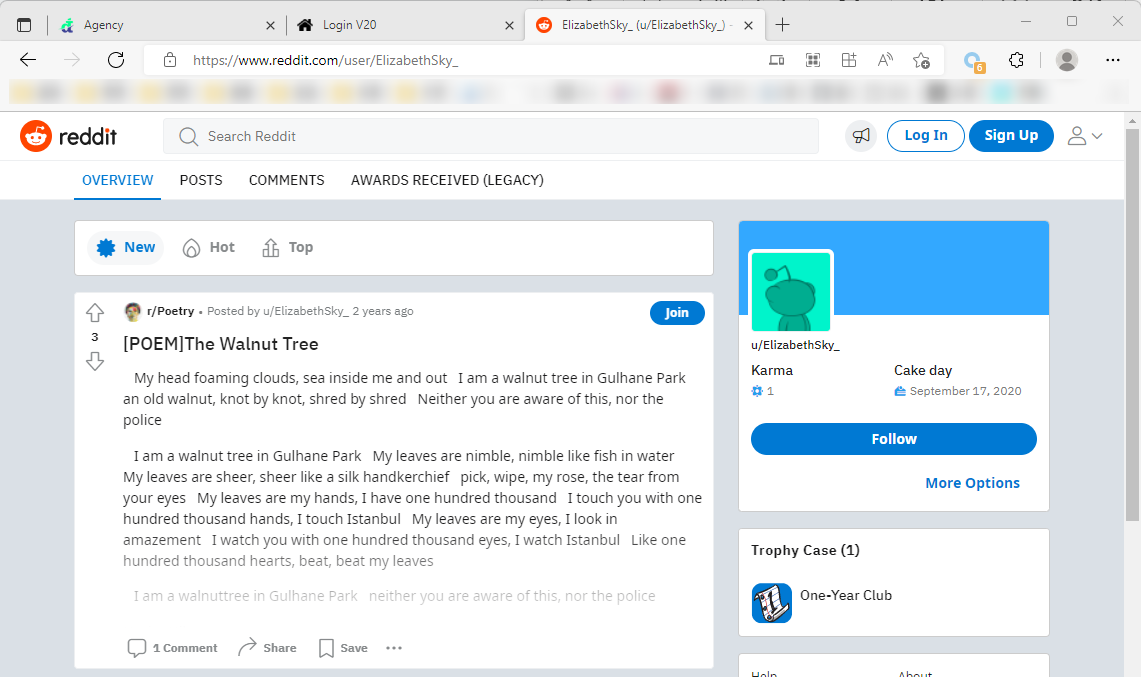 Agency
Login V20
ElizabethSky_ (u/ElizabethSky_) -
https://www.reddit.com/user/ElizabethSky_
6
reddit
Search Reddit
Log In
Sign Up
OVERVIEW
POSTS
COMMENTS
AWARDS RECEIVED (LEGACY)
New
Hot
Top
3
r/Poetry • Posted by u/ElizabethSky_ 2 years ago
Join
[POEM]The Walnut Tree
My head foaming clouds, sea inside me and out   I am a walnut tree in Gulhane Park
an old walnut, knot by knot, shred by shred   Neither you are aware of this, nor the
police
I am a walnut tree in Gulhane Park   My leaves are nimble, nimble like fish in water
My leaves are sheer, sheer like a silk handkerchief   pick, wipe, my rose, the tear from
your eyes   My leaves are my hands, I have one hundred thousand   I touch you with one
hundred thousand hands, I touch Istanbul   My leaves are my eyes, I look in
amazement   I watch you with one hundred thousand eyes, I watch Istanbul   Like one
hundred thousand hearts, beat, beat my leaves
I am a walnuttree in Gulhane Park   neither you are aware of this, nor the police
1 Comment
Share
Save
u/ElizabethSky_
Karma
1
Cake day
September 17, 2020
Follow
More Options
Trophy Case (1)
One-Year Club
Help
About